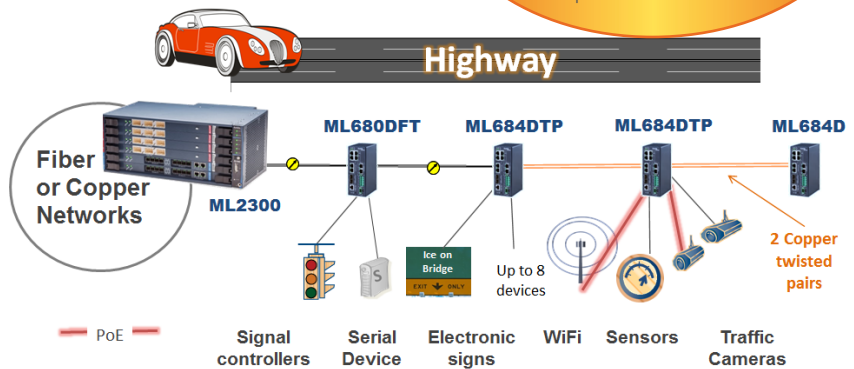 Highway
ML680DFT
ML684DTP
ML684DTP
ML684D
Fiber
or Copper
Networks
ML2300
S
Ice on
Bridge
EXIT ONLY
Up to 8
devices
2 Copper
twisted
pairs
PoE
Signal
controllers
Serial
Device
Electronic
signs
WiFi
Sensors
Traffic
Cameras